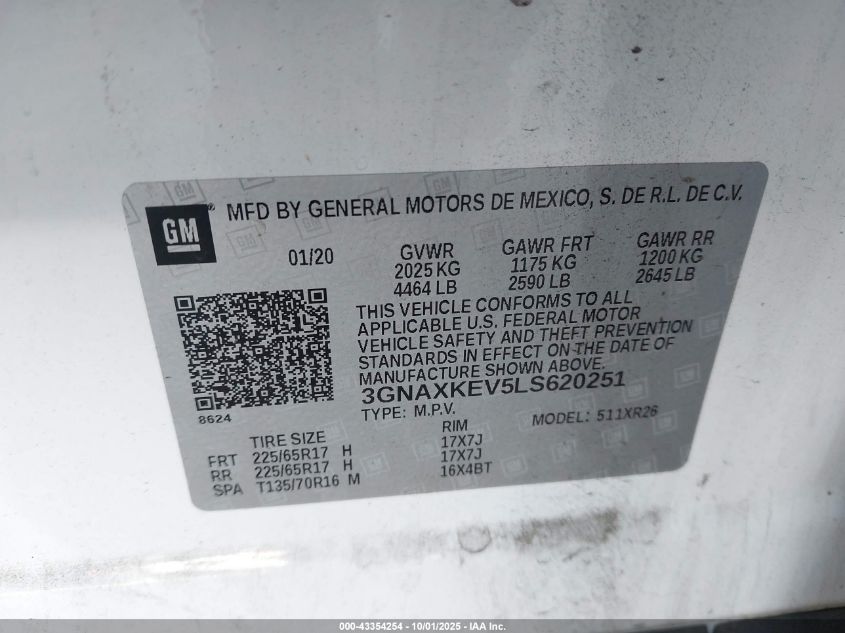 GM® MFD BY GENERAL MOTORS DE MEXICO, S. DE R.L. DE C.V.
01/20 GVWR GAWR FRT GAWR RR
2025 KG 1175 KG 1200 KG
4464 LB 2590 LB 2645 LB
THIS VEHICLE CONFORMS TO ALL
APPLICABLE U.S. FEDERAL MOTOR
VEHICLE SAFETY AND THEFT PREVENTION
STANDARDS IN EFFECT ON THE DATE OF
MANUFACTURE SHOWN ABOVE.
3GNAXKEV5LS620251
8624 TYPE: M.P.V. MODEL: 511XR26
TIRE SIZE RIM
FRT 225/65R17 H 17X7J
RR 225/65R17 H 17X7J
SPA T135/70R16 M 16X4BT
000-43354254 - 10/01/2025 - IAA Inc.